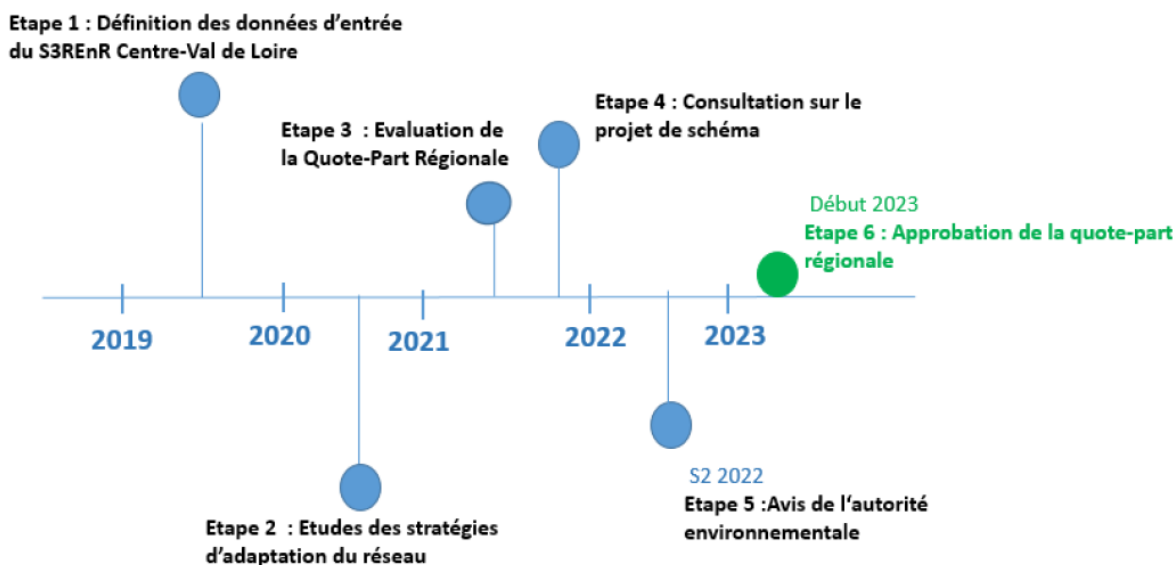 Etape 1 : Définition des données d’entrée
du S3REnR Centre-Val de Loire
Etape 3  : Evaluation de
la Quote-Part Régionale
Etape 4 : Consultation sur le
projet de schéma
Début 2023
Etape 6 : Approbation de la quote-part
régionale
2019
2020
2021
2022
2023
Etape 2  : Etudes des stratégies
d’adaptation du réseau
S2 2022
Etape 5 :Avis de l‘autorité
environnementale